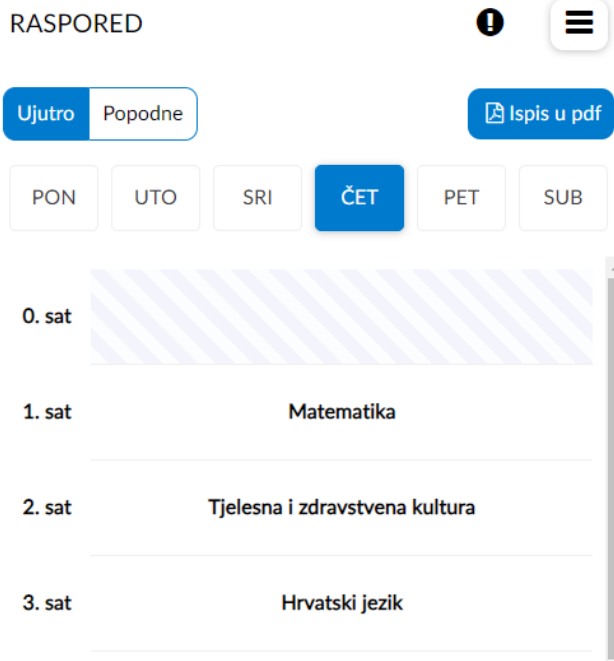 RASPORED
Ujutro Popodne Ispis u pdf
PON UTO SRI ČET PET SUB
0. sat
1. sat Matematika
2. sat Tjelesna i zdravstvena kultura
3. sat Hrvatski jezik